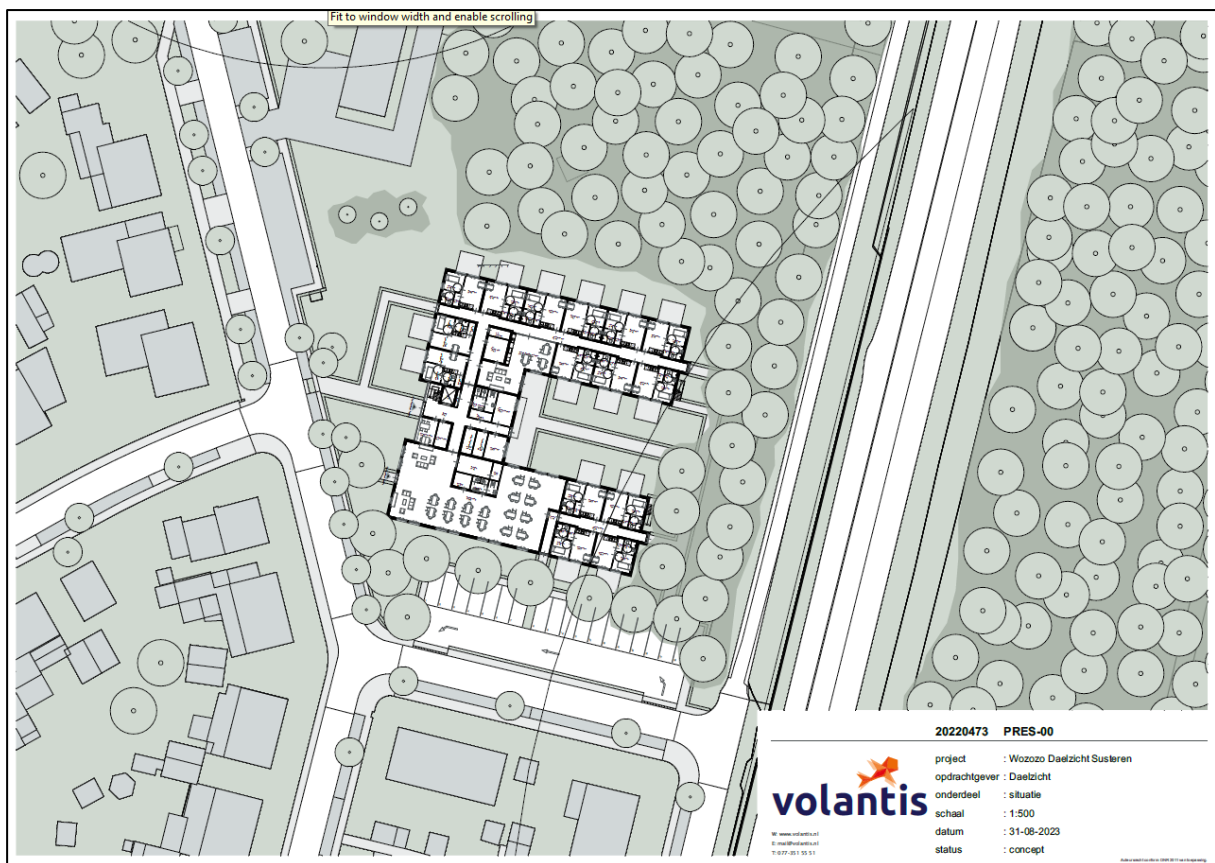 Fit to window width and enable scrolling
20220473 PRES-00
project : Wozozo Daelzicht Susteren
opdrachtgever : Daelzicht
onderdeel : situatie
schaal : 1:500
datum : 31-08-2023
status : concept
volantis
W: www.volantis.nl
E: mail@volantis.nl
T: 077-351 55 51